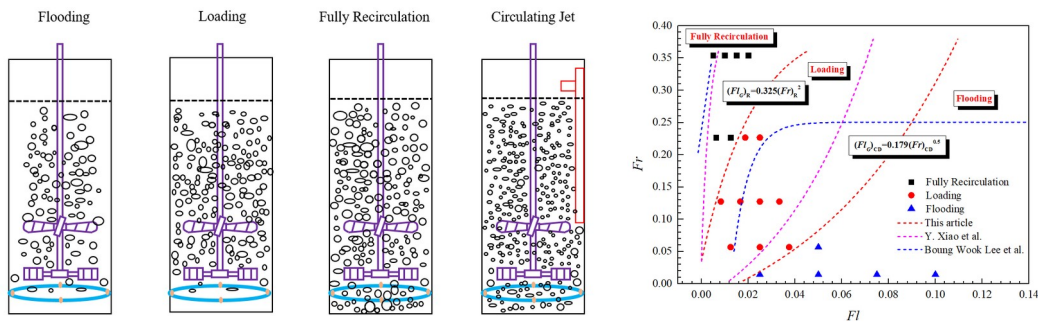 Flooding
Loading
Fully Recirculation
Circulating Jet
Fully Recirculation
Loading
Flooding
(Fl_G)_R=0.325(Fr)_R^2
(Fl_G)_CD=0.179(Fr)_CD^0.5
Fully Recirculation
Loading
Flooding
This article
Y. Xiao et al.
Boung Wook Lee et al.
Fr
0.40
0.35
0.30
0.25
0.20
0.15
0.10
0.05
0.00
0.00 0.02 0.04 0.06 0.08 0.10 0.12 0.14
Fl